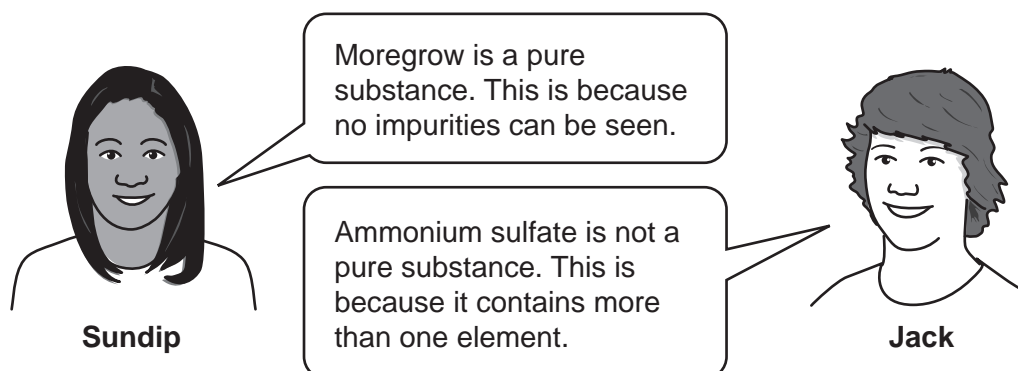 Moregrow is a pure
substance. This is because
no impurities can be seen.
Ammonium sulfate is not a
pure substance. This is
because it contains more
than one element.
Sundip
Jack